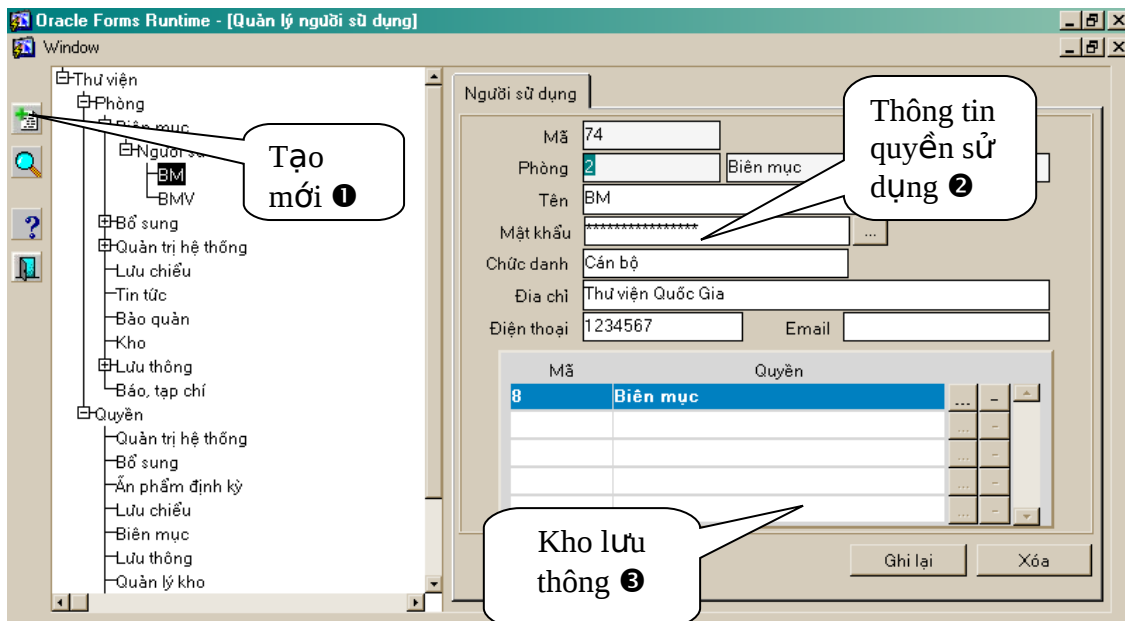 Oracle Forms Runtime - [Quản lý người sử dụng]
Window
Thư viện
Phòng
Biên mục
Người sử
BM
BMV
Bổ sung
Quản trị hệ thống
Lưu chiểu
Tin tức
Bảo quản
Kho
Lưu thông
Báo, tạp chí
Quyền
Quản trị hệ thống
Bổ sung
Ấn phẩm định kỳ
Lưu chiểu
Biên mục
Lưu thông
Quản lý kho
Tạo
mới ❶
Người sử dụng
Mã 74
Phòng 2 Biên mục
Tên BM
Mật khẩu **************** ...
Chức danh Cán bộ
Địa chỉ Thư viện Quốc Gia
Điện thoại 1234567 Email
Thông tin
quyền sử
dụng ❷
Mã Quyền
8 Biên mục ... -
... -
... -
... -
... -
Kho lưu
thông ❸
Ghi lại Xóa